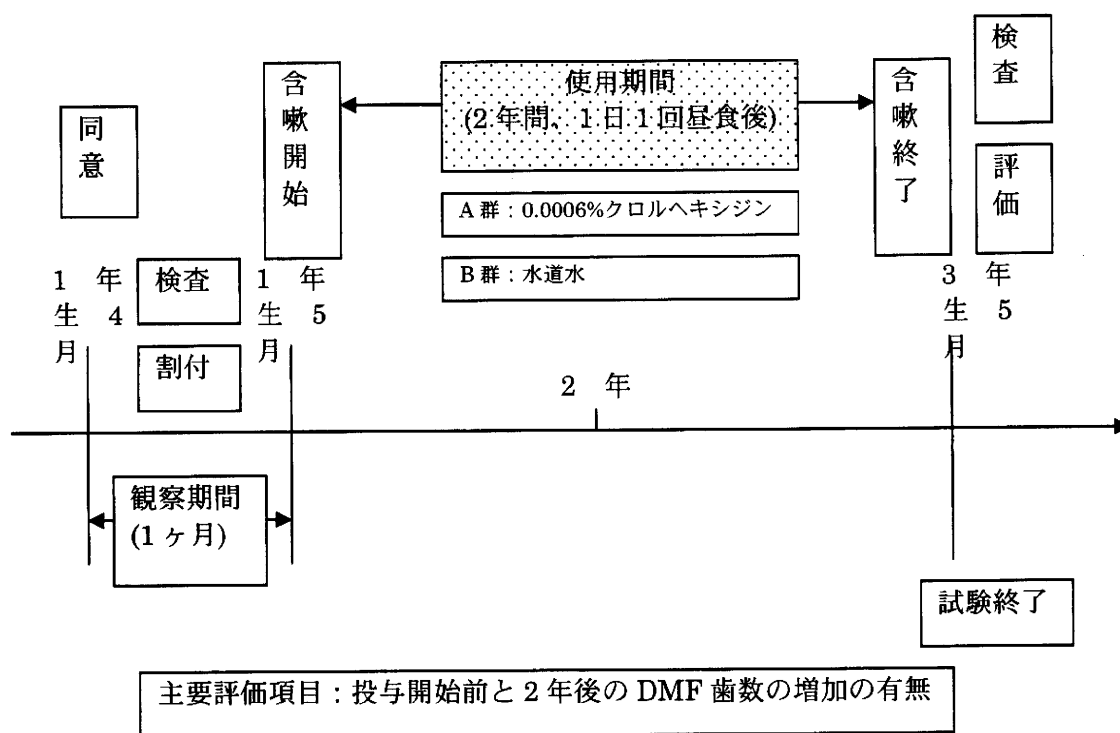 同意
含嗽開始
使用期間
(2年間、1日1回昼食後)
A群：0.0006%クロルヘキシジン
B群：水道水
含嗽終了
検査
評価
1年生4月
検査
割付
1年生5月
3年生5月
2 年
観察期間
(1ヶ月)
試験終了
主要評価項目：投与開始前と2年後のDMF歯数の増加の有無